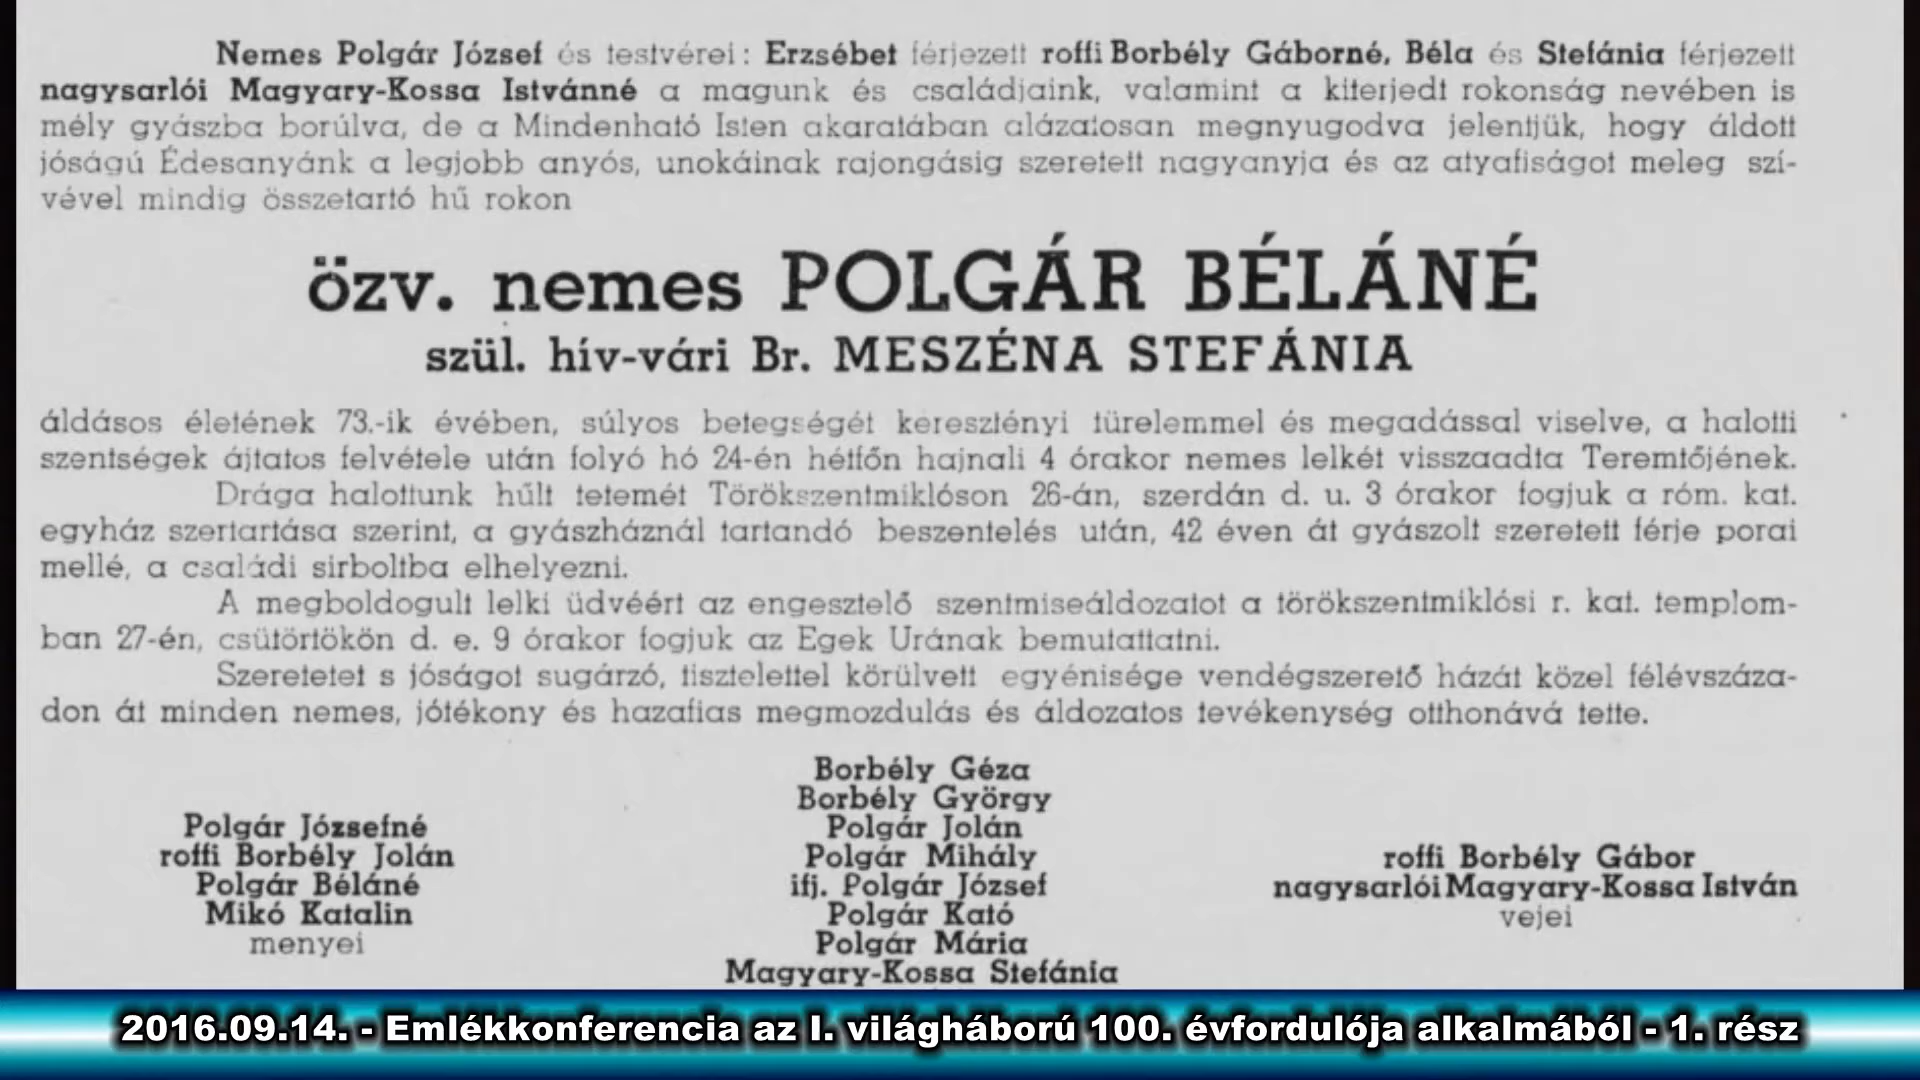 Nemes Polgár József és testvérei: Erzsébet férjezett roffi Borbély Gáborné, Béla és Stefánia férjezett
nagysarlói Magyary-Kossa Istvánné a magunk és családjaink, valamint a kiterjedt rokonság nevében is
mély gyászba borúlva, de a Mindenható Isten akaratában alázatosan megnyugodva jelentjük, hogy áldott
jóságú Édesanyánk a legjobb anyós, unokáinak rajongásig szeretett nagyanyja és az atyafiságot meleg szí-
vével mindig összetartó hű rokon
özv. nemes POLGÁR BÉLÁNÉ
szül. hív-vári Br. MESZÉNA STEFÁNIA
áldásos életének 73.-ik évében, súlyos betegségét keresztényi türelemmel és megadással viselve, a halotti
szentségek ájtatos felvétele után folyó hó 24-én hétfőn hajnali 4 órakor nemes lelkét visszaadta Teremtőjének.
Drága halottunk hűlt tetemét Törökszentmiklóson 26-án, szerdán d. u. 3 órakor fogjuk a róm. kat.
egyház szertartása szerint, a gyászháznál tartandó beszentelés után, 42 éven át gyászolt szeretett férje porai
mellé, a családi sirboltba elhelyezni.
A megboldogult lelki üdvéért az engesztelő szentmiseáldozatot a törökszentmiklósi r. kat. templom-
ban 27-én, csütörtökön d. e. 9 órakor fogjuk az Egek Urának bemutattatni.
Szeretetet s jóságot sugárzó, tisztelettel körülvett egyénisége vendégszerető házát közel félévszáza-
don át minden nemes, jótékony és hazafias megmozdulás és áldozatos tevékenység otthonává tette.
Polgár Józsefné
roffi Borbély Jolán
Polgár Béláné
Mikó Katalin
menyei
Borbély Géza
Borbély György
Polgár Jolán
Polgár Mihály
ifj. Polgár József
Polgár Kató
Polgár Mária
Magyary-Kossa Stefánia
roffi Borbély Gábor
nagysarlói Magyary-Kossa István
vejei
2016.09.14. - Emlékkonferencia az I. világháború 100. évfordulója alkalmából - 1. rész